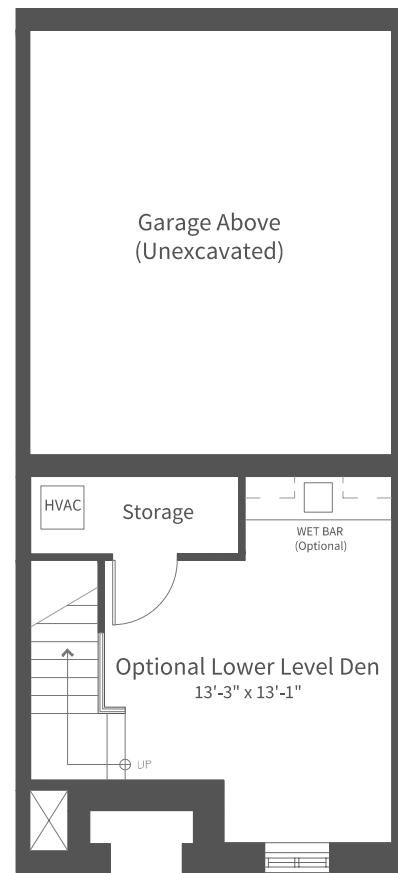 Garage Above
(Unexcavated)
HVAC
Storage
WET BAR
(Optional)
Optional Lower Level Den
13'-3" x 13'-1"
UP